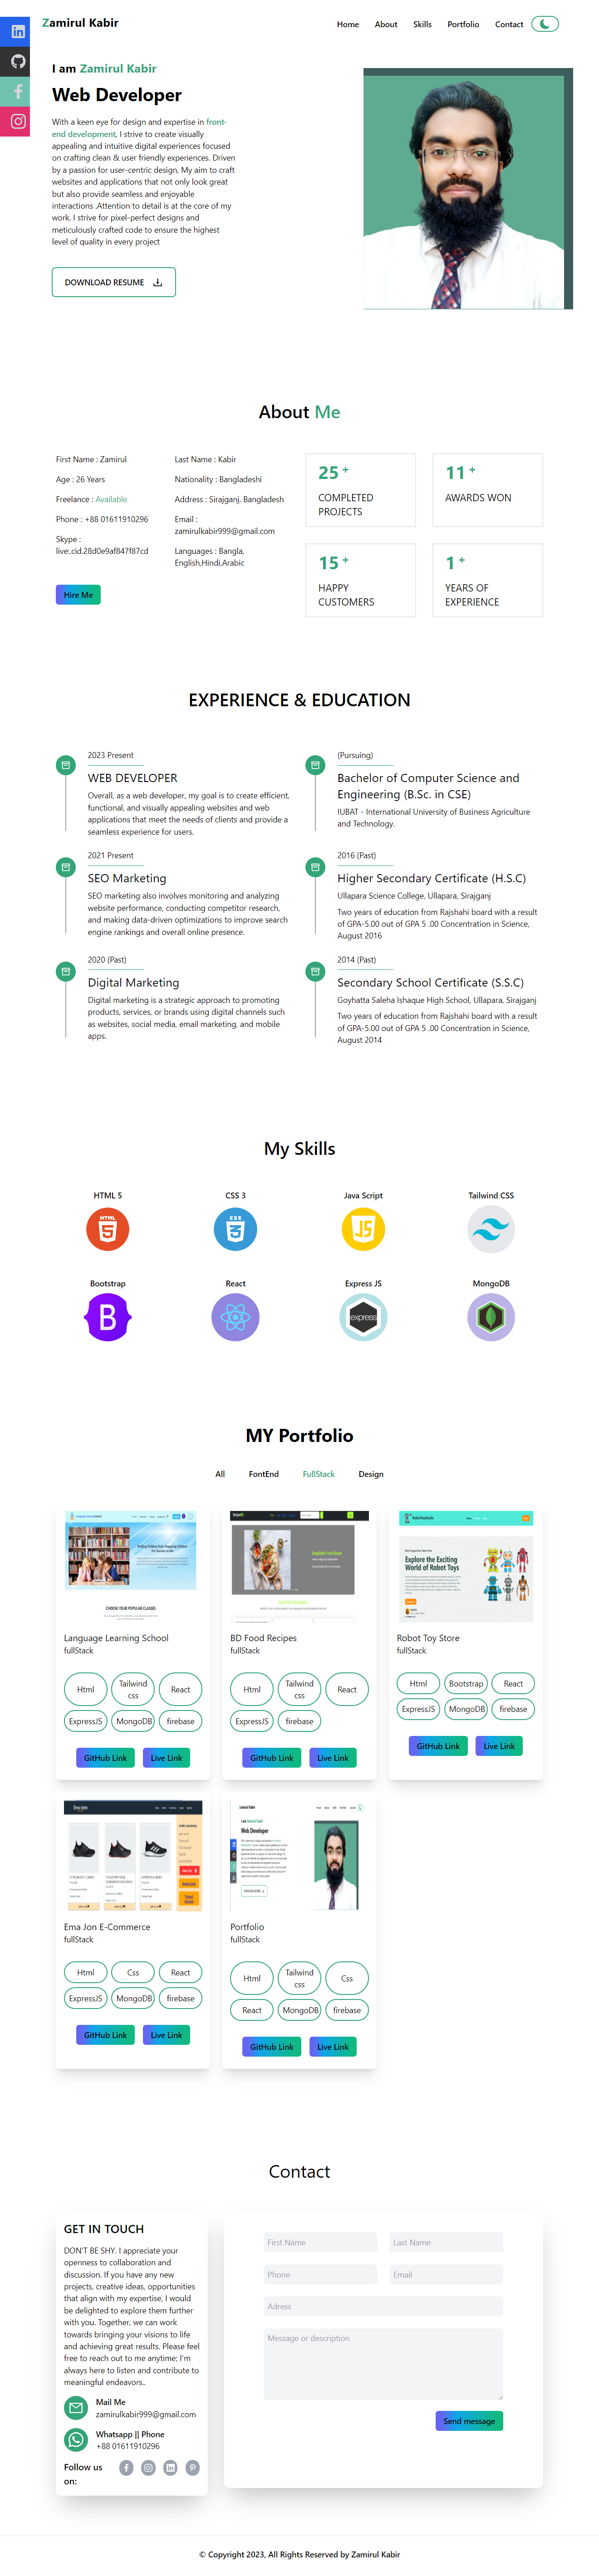 Zamirul Kabir
Home About Skills Portfolio Contact
I am Zamirul Kabir
Web Developer
With a keen eye for design and expertise in front-
end development, I strive to create visually
appealing and intuitive digital experiences focused
on crafting clean & user friendly experiences. Driven
by a passion for user-centric design, My aim to craft
websites and applications that not only look great
but also provide seamless and enjoyable
interactions .Attention to detail is at the core of my
work. I strive for pixel-perfect designs and
meticulously crafted code to ensure the highest
level of quality in every project
DOWNLOAD RESUME
About Me
First Name : Zamirul
Age : 26 Years
Freelance : Available
Phone : +88 01611910296
Skype :
live:.cid.28d0e9af847f87cd
Hire Me
Last Name : Kabir
Nationality : Bangladeshi
Address : Sirajganj, Bangladesh
Email :
zamirulkabir999@gmail.com
Languages : Bangla,
English,Hindi,Arabic
25 +
COMPLETED
PROJECTS
11 +
AWARDS WON
15 +
HAPPY
CUSTOMERS
1 +
YEARS OF
EXPERIENCE
EXPERIENCE & EDUCATION
2023 Present
WEB DEVELOPER
Overall, as a web developer, my goal is to create efficient,
functional, and visually appealing websites and web
applications that meet the needs of clients and provide a
seamless experience for users.
2021 Present
SEO Marketing
SEO marketing also involves monitoring and analyzing
website performance, conducting competitor research,
and making data-driven optimizations to improve search
engine rankings and overall online presence.
2020 (Past)
Digital Marketing
Digital marketing is a strategic approach to promoting
products, services, or brands using digital channels such
as websites, social media, email marketing, and mobile
apps.
(Pursuing)
Bachelor of Computer Science and
Engineering (B.Sc. in CSE)
IUBAT - International University of Business Agriculture
and Technology.
2016 (Past)
Higher Secondary Certificate (H.S.C)
Ullapara Science College, Ullapara, Sirajganj
Two years of education from Rajshahi board with a result
of GPA-5.00 out of GPA 5 .00 Concentration in Science,
August 2016
2014 (Past)
Secondary School Certificate (S.S.C)
Goyhatta Saleha Ishaque High School, Ullapara, Sirajganj
Two years of education from Rajshahi board with a result
of GPA-5.00 out of GPA 5 .00 Concentration in Science,
August 2014
My Skills
HTML 5 CSS 3 Java Script Tailwind CSS
HTML
5
CSS
3
JS
Bootstrap React Express JS MongoDB
B
express
MY Portfolio
All FontEnd FullStack Design
CHOOSE YOUR POPULAR CLASSES
Language Learning School
fullStack
Html Tailwind css React
ExpressJS MongoDB firebase
GitHub Link Live Link
BD Food Recipes
fullStack
Html Tailwind css React
ExpressJS firebase
GitHub Link Live Link
Explore the Exciting
World of Robot Toys
Robot Toy Store
fullStack
Html Bootstrap React
ExpressJS MongoDB firebase
GitHub Link Live Link
Ema Jon E-Commerce
fullStack
Html Css React
ExpressJS MongoDB firebase
GitHub Link Live Link
Zamirul Kabir
I am Zamirul Kabir
Web Developer
Portfolio
fullStack
Html Tailwind css Css
React MongoDB firebase
GitHub Link Live Link
Contact
GET IN TOUCH
DON'T BE SHY. I appreciate your
openness to collaboration and
discussion. If you have any new
projects, creative ideas, opportunities
that align with my expertise, I would
be delighted to explore them further
with you. Together, we can work
towards bringing your visions to life
and achieving great results. Please feel
free to reach out to me anytime; I'm
always here to listen and contribute to
meaningful endeavors..
Mail Me
zamirulkabir999@gmail.com
Whatsapp || Phone
+88 01611910296
Follow us
on:
First Name Last Name
Phone Email
Adress
Message or description
Send message
© Copyright 2023, All Rights Reserved by Zamirul Kabir